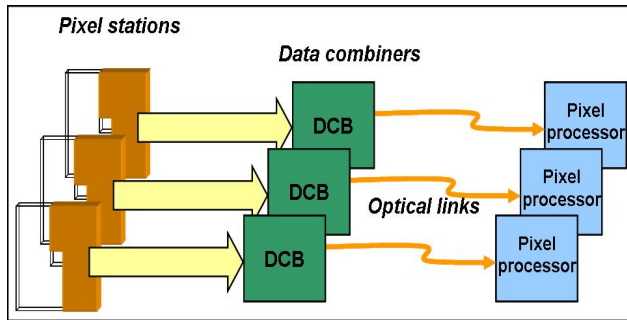 Pixel stations
Data combiners
DCB
Pixel
processor
DCB
Pixel
processor
Optical links
DCB
Pixel
processor